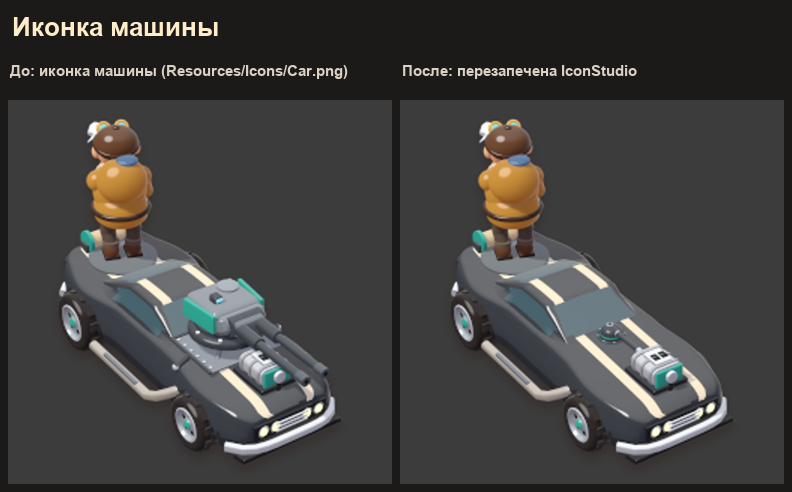 Иконка машины
До: иконка машины (Resources/Icons/Car.png)
После: перезапечена IconStudio